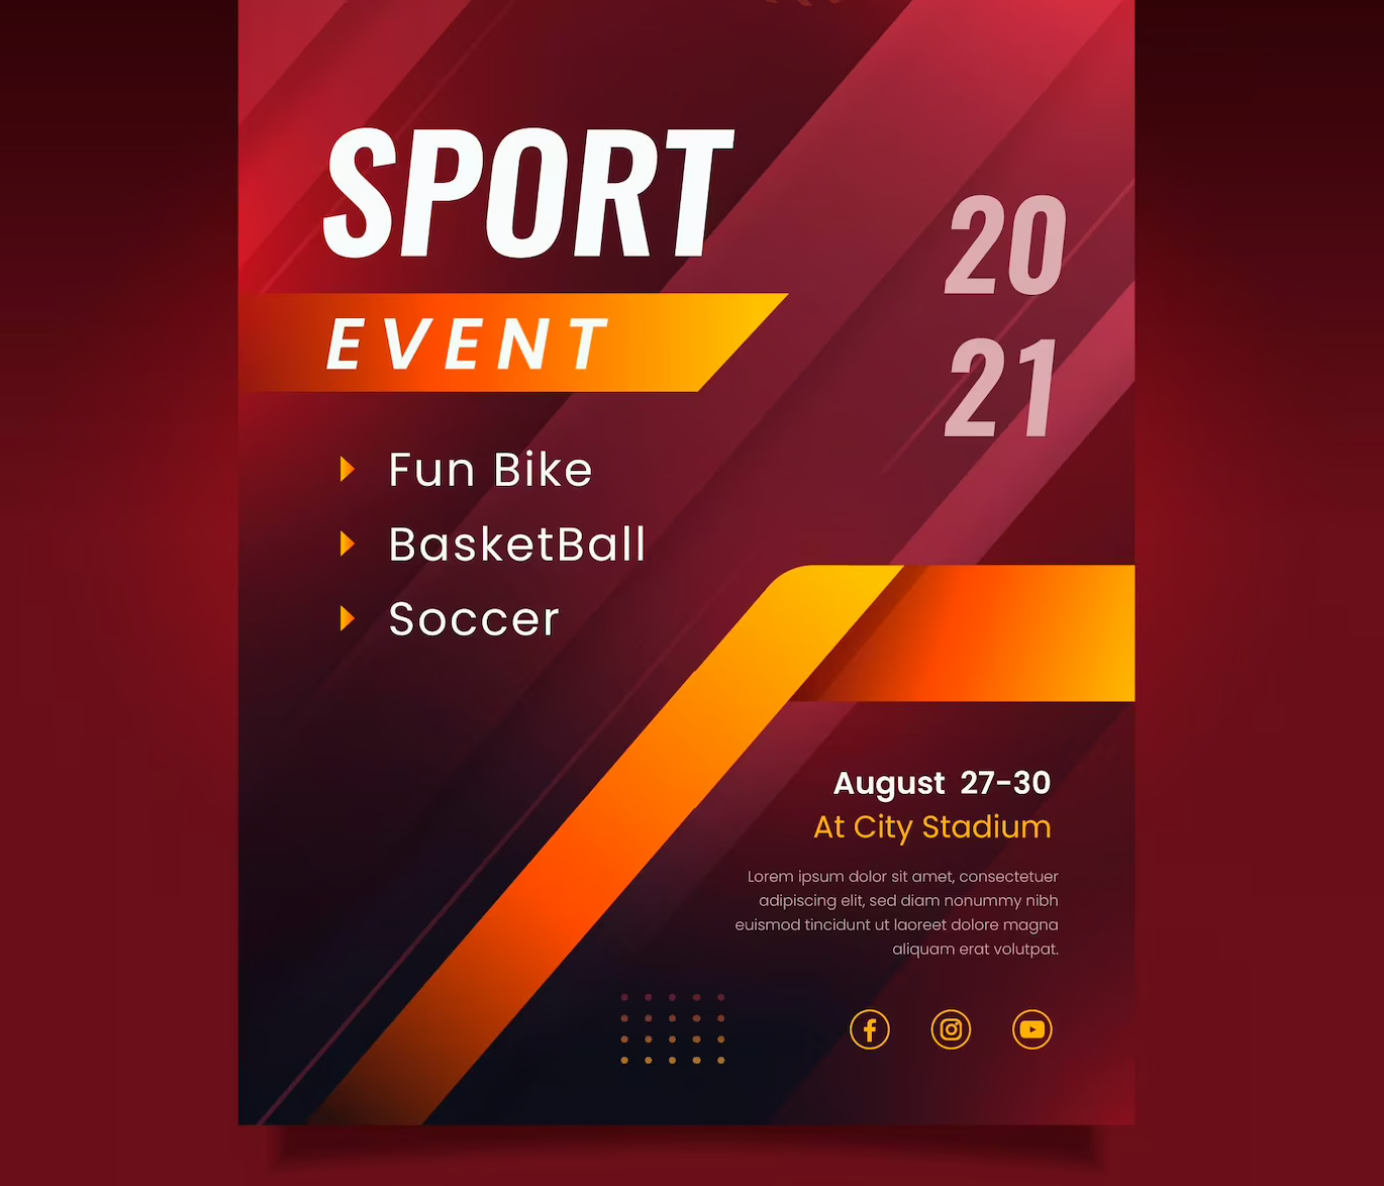 SPORT
EVENT
20
21
Fun Bike
BasketBall
Soccer
August 27-30
At City Stadium
Lorem ipsum dolor sit amet, consectetuer
adipiscing elit, sed diam nonummy nibh
euismod tincidunt ut laoreet dolore magna
aliquam erat volutpat.